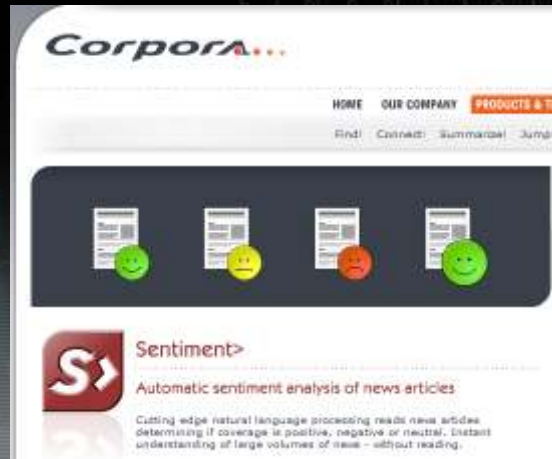 Corpora...
HOME OUR COMPANY PRODUCTS & T
Find! Connect! Summarize! Jump
S>
Sentiment>
Automatic sentiment analysis of news articles
Cutting edge natural language processing reads news articles
determining if coverage is positive, negative or neutral. Instant
understanding of large volumes of news - without reading.